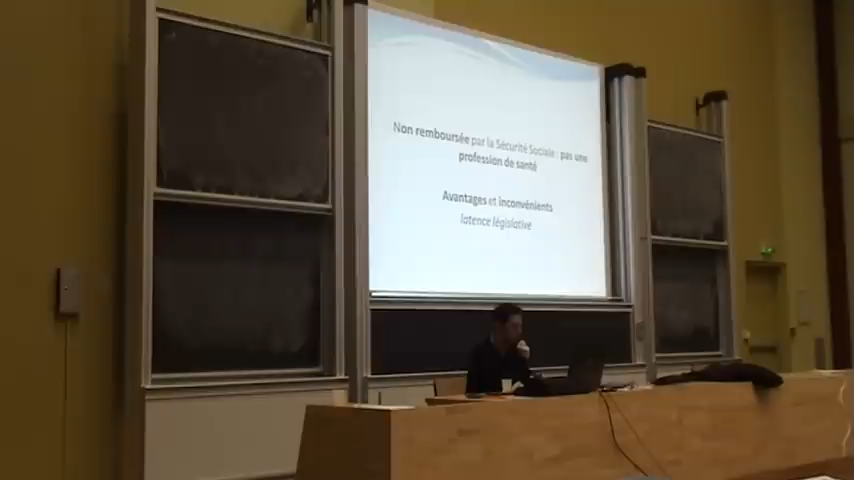 Non remboursée par la Sécurité Sociale : pas une
profession de santé
Avantages et inconvénients
latence législative